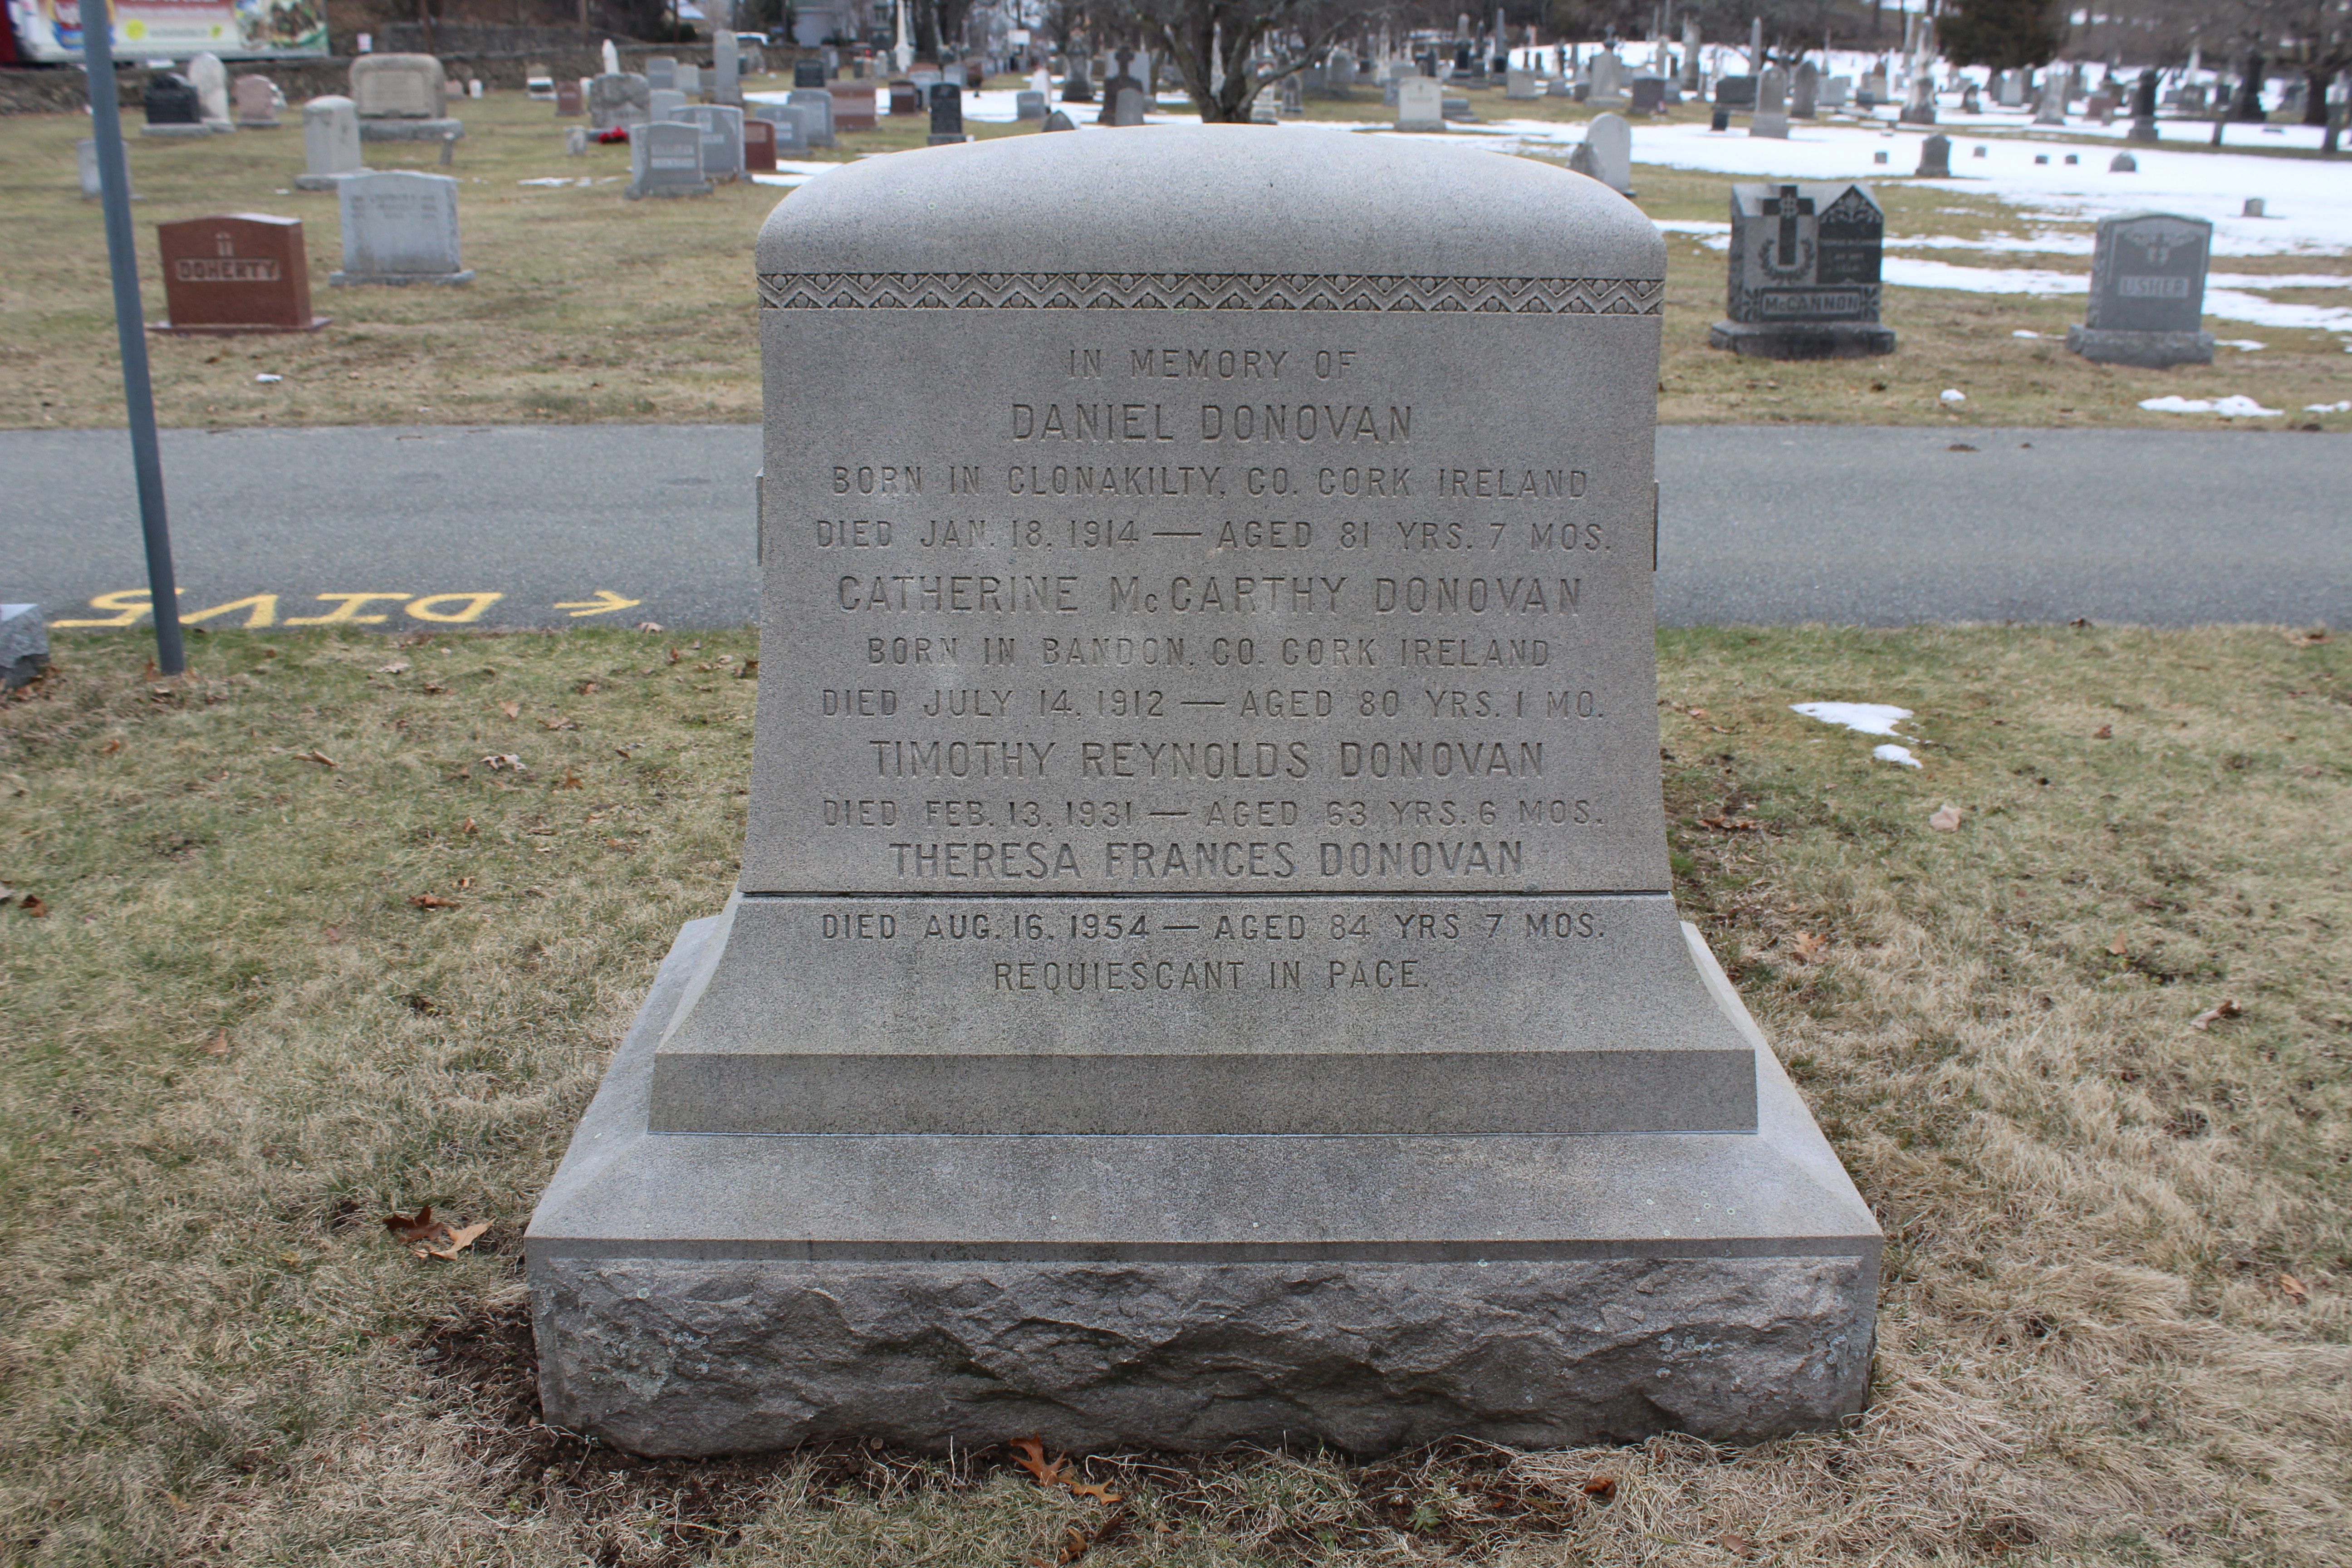 IN MEMORY OF
DANIEL DONOVAN
BORN IN CLONAKILTY, CO. CORK IRELAND
DIED JAN. 18, 1914 — AGED 81 YRS. 7 MOS.
CATHERINE McCARTHY DONOVAN
BORN IN BANDON, CO. CORK IRELAND
DIED JULY 14, 1912 — AGED 80 YRS. 1 MO.
TIMOTHY REYNOLDS DONOVAN
DIED FEB. 13, 1931 — AGED 63 YRS. 6 MOS.
THERESA FRANCES DONOVAN
DIED AUG. 16, 1954 — AGED 84 YRS 7 MOS.
REQUIESCANT IN PACE.
DOHERTY
McCANNON
USHER